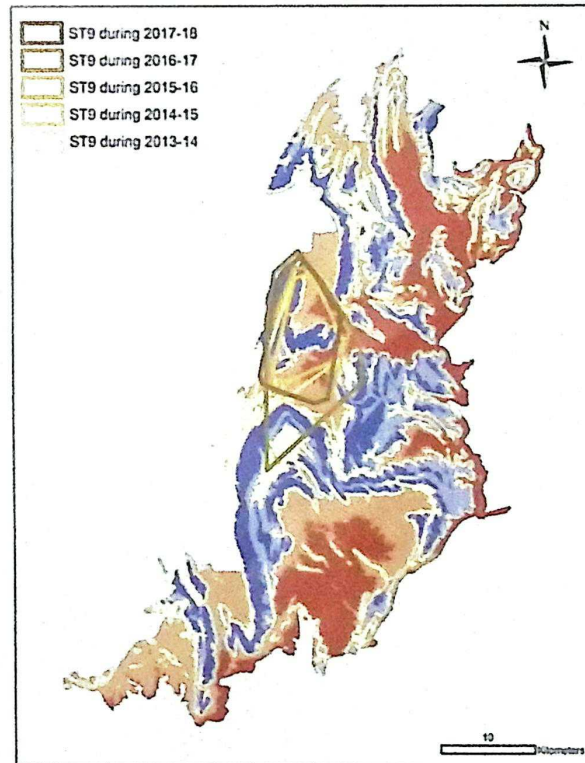 ST9 during 2017-18
ST9 during 2016-17
ST9 during 2015-16
ST9 during 2014-15
ST9 during 2013-14
N
10
Kilometers